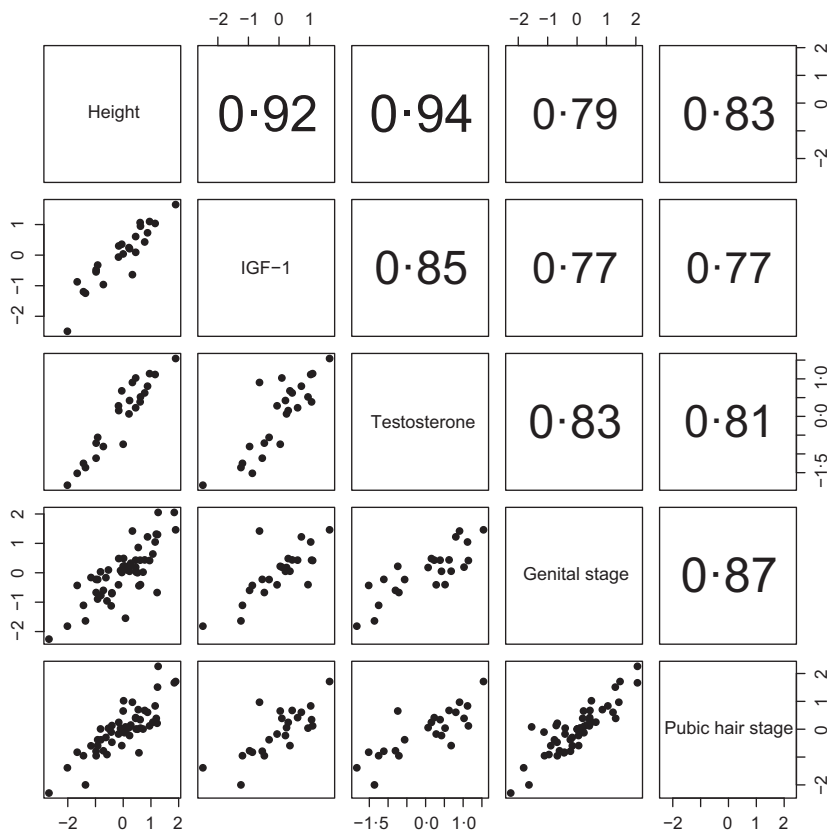 −2 −1 0 1
−2 −1 0 1 2
Height
0·92
0·94
0·79
0·83
−2 0 1 2
−2 −1 0 1
IGF−1
0·85
0·77
0·77
Testosterone
0·83
0·81
−1·5 0·0 1·0
−2 −1 0 1 2
Genital stage
0·87
Pubic hair stage
−2 −1 0 1 2
−2 0 1 2
−1·5 0·0 1·0
−2 −1 0 1 2